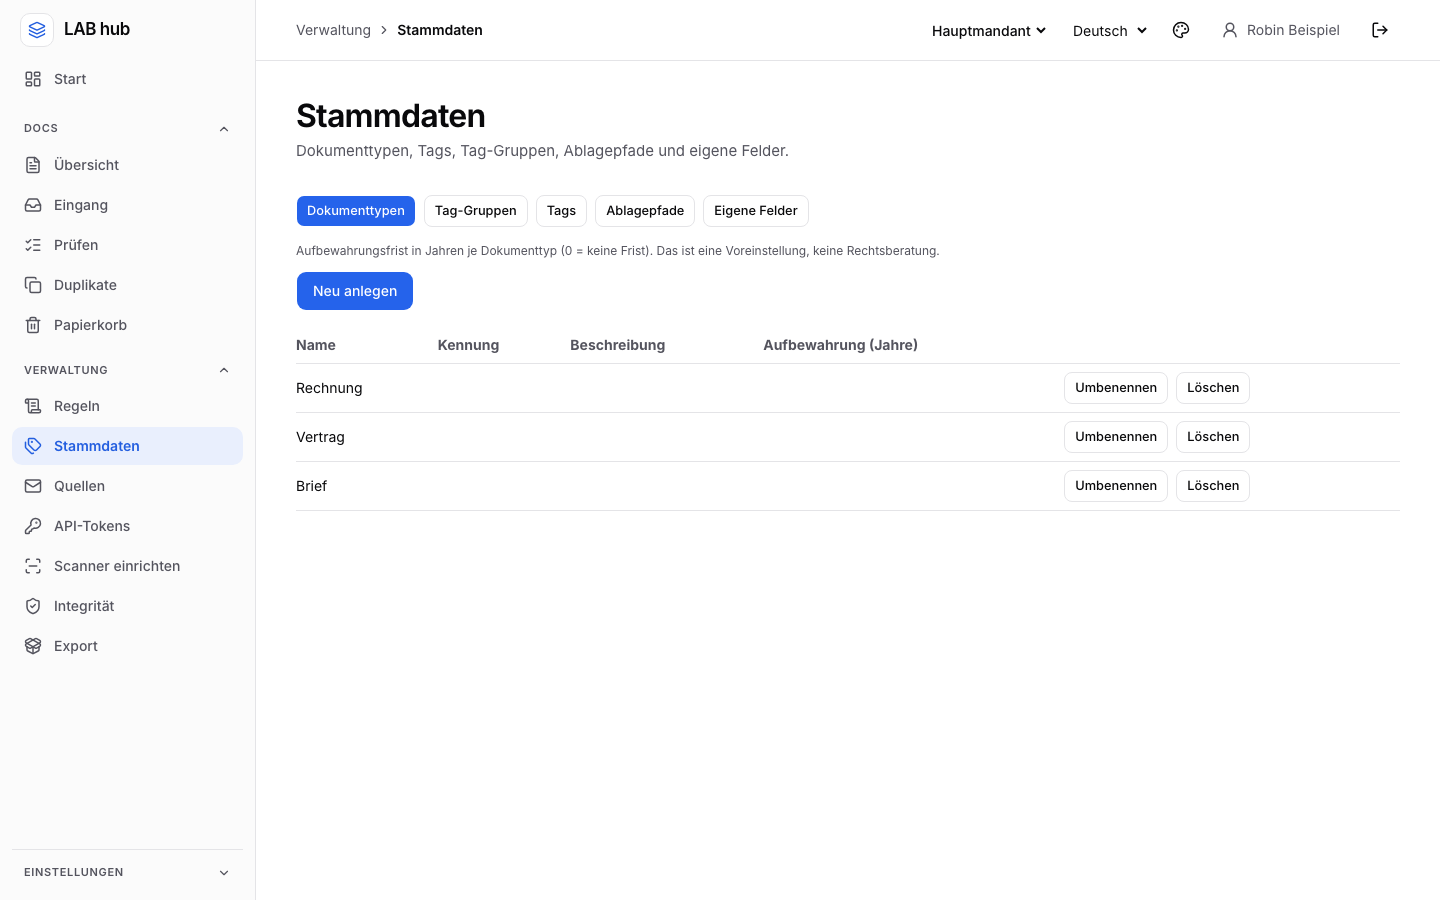 LAB hub
Start
DOCS
Übersicht
Eingang
Prüfen
Duplikate
Papierkorb
VERWALTUNG
Regeln
Stammdaten
Quellen
API-Tokens
Scanner einrichten
Integrität
Export
EINSTELLUNGEN
Verwaltung > Stammdaten
Hauptmandant Deutsch Robin Beispiel
Stammdaten
Dokumenttypen, Tags, Tag-Gruppen, Ablagepfade und eigene Felder.
Dokumenttypen Tag-Gruppen Tags Ablagepfade Eigene Felder
Aufbewahrungsfrist in Jahren je Dokumenttyp (0 = keine Frist). Das ist eine Voreinstellung, keine Rechtsberatung.
Neu anlegen
Name Kennung Beschreibung Aufbewahrung (Jahre)
Rechnung Umbenennen Löschen
Vertrag Umbenennen Löschen
Brief Umbenennen Löschen